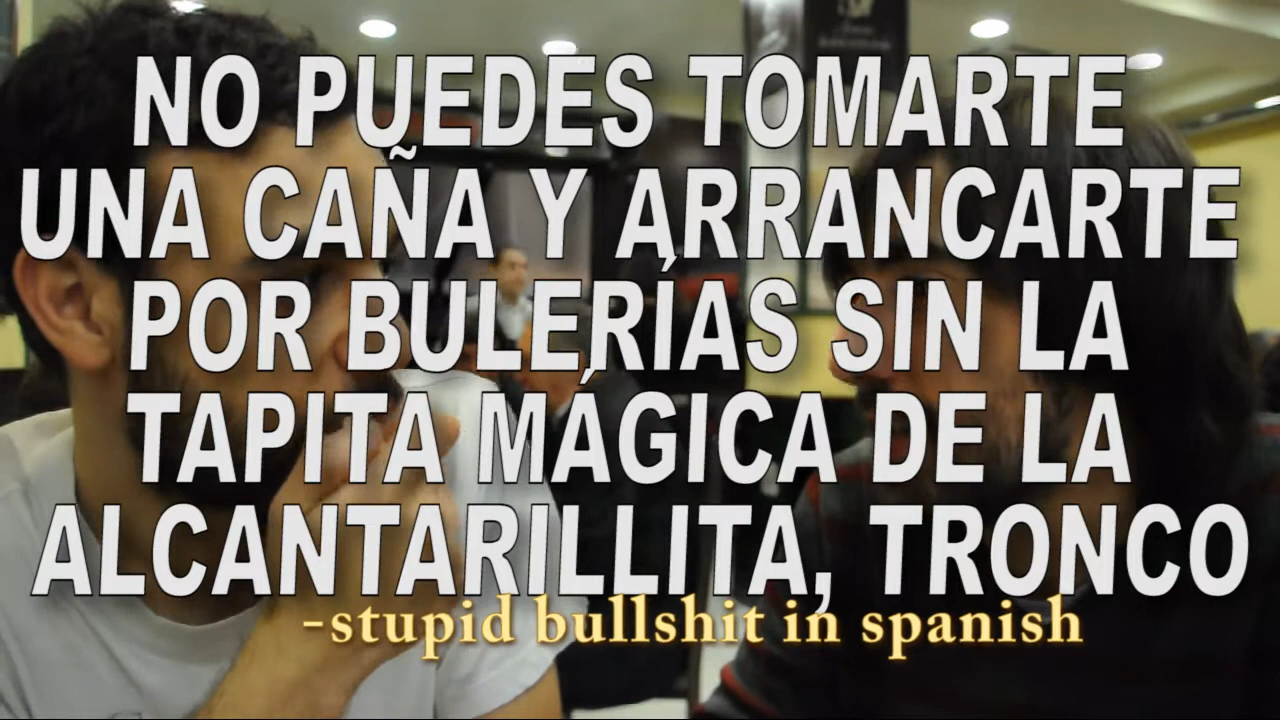 NO PUEDES TOMARTE
UNA CAÑA Y ARRANCARTE
POR BULERÍAS SIN LA
TAPITA MÁGICA DE LA
ALCANTARILLITA, TRONCO
-stupid bullshit in spanish